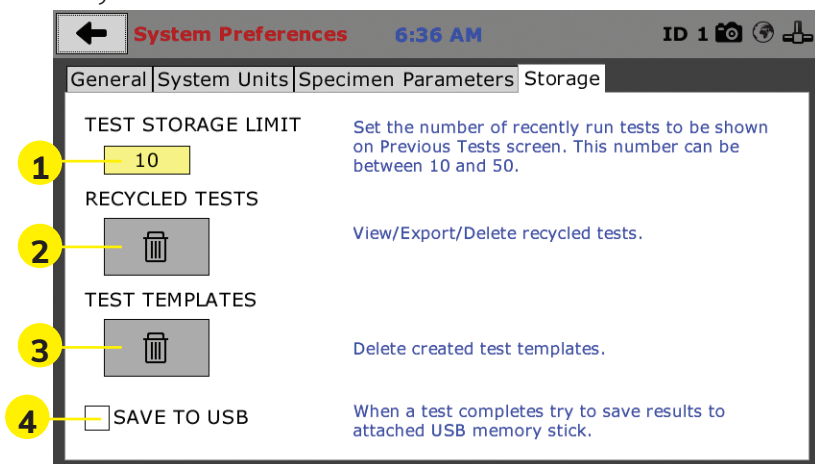 System Preferences 6:36 AM ID 1
General System Units Specimen Parameters Storage
TEST STORAGE LIMIT
Set the number of recently run tests to be shown
on Previous Tests screen. This number can be
between 10 and 50.
1
10
RECYCLED TESTS
2
View/Export/Delete recycled tests.
TEST TEMPLATES
3
Delete created test templates.
4
SAVE TO USB
When a test completes try to save results to
attached USB memory stick.